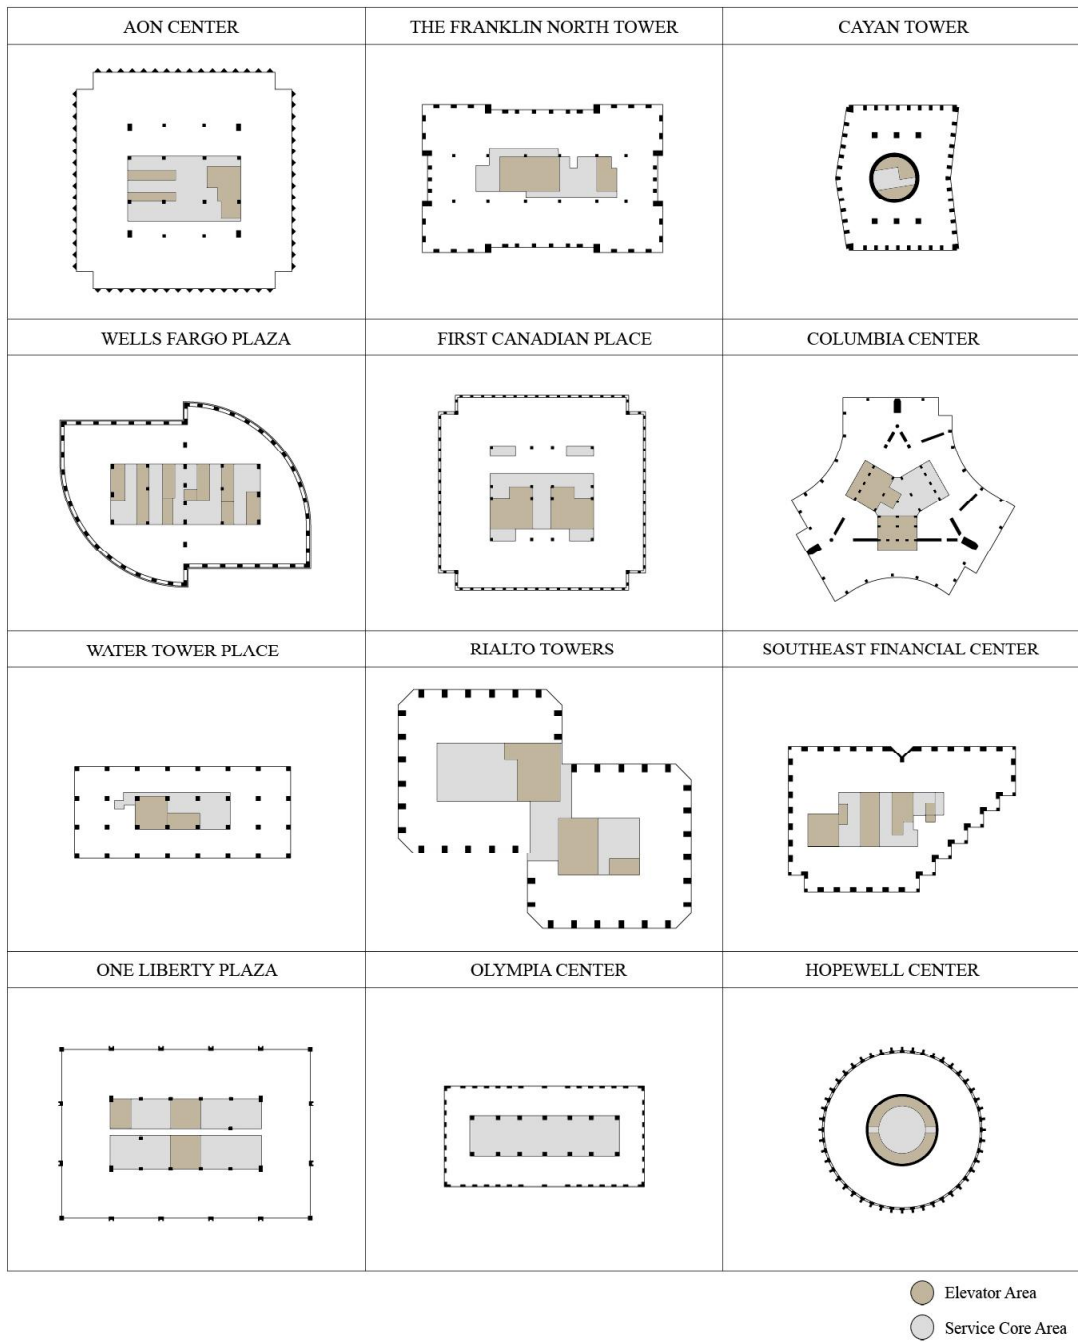 AON CENTER
THE FRANKLIN NORTH TOWER
CAYAN TOWER
WELLS FARGO PLAZA
FIRST CANADIAN PLACE
COLUMBIA CENTER
WATER TOWER PLACE
RIALTO TOWERS
SOUTHEAST FINANCIAL CENTER
ONE LIBERTY PLAZA
OLYMPIA CENTER
HOPEWELL CENTER
Elevator Area
Service Core Area